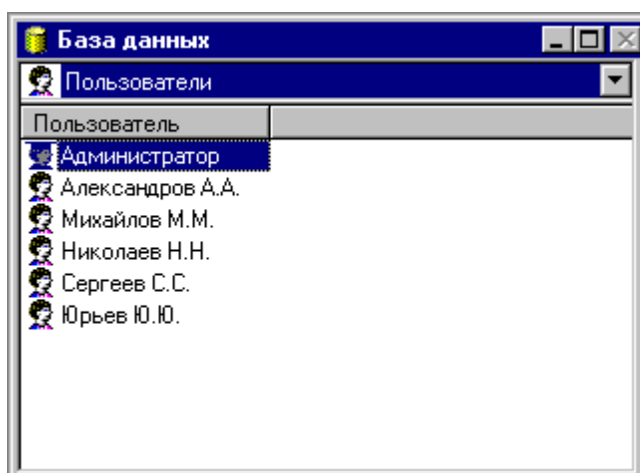 База данных
Пользователи
Пользователь
Администратор
Александров А.А.
Михайлов М.М.
Николаев Н.Н.
Сергеев С.С.
Юрьев Ю.Ю.